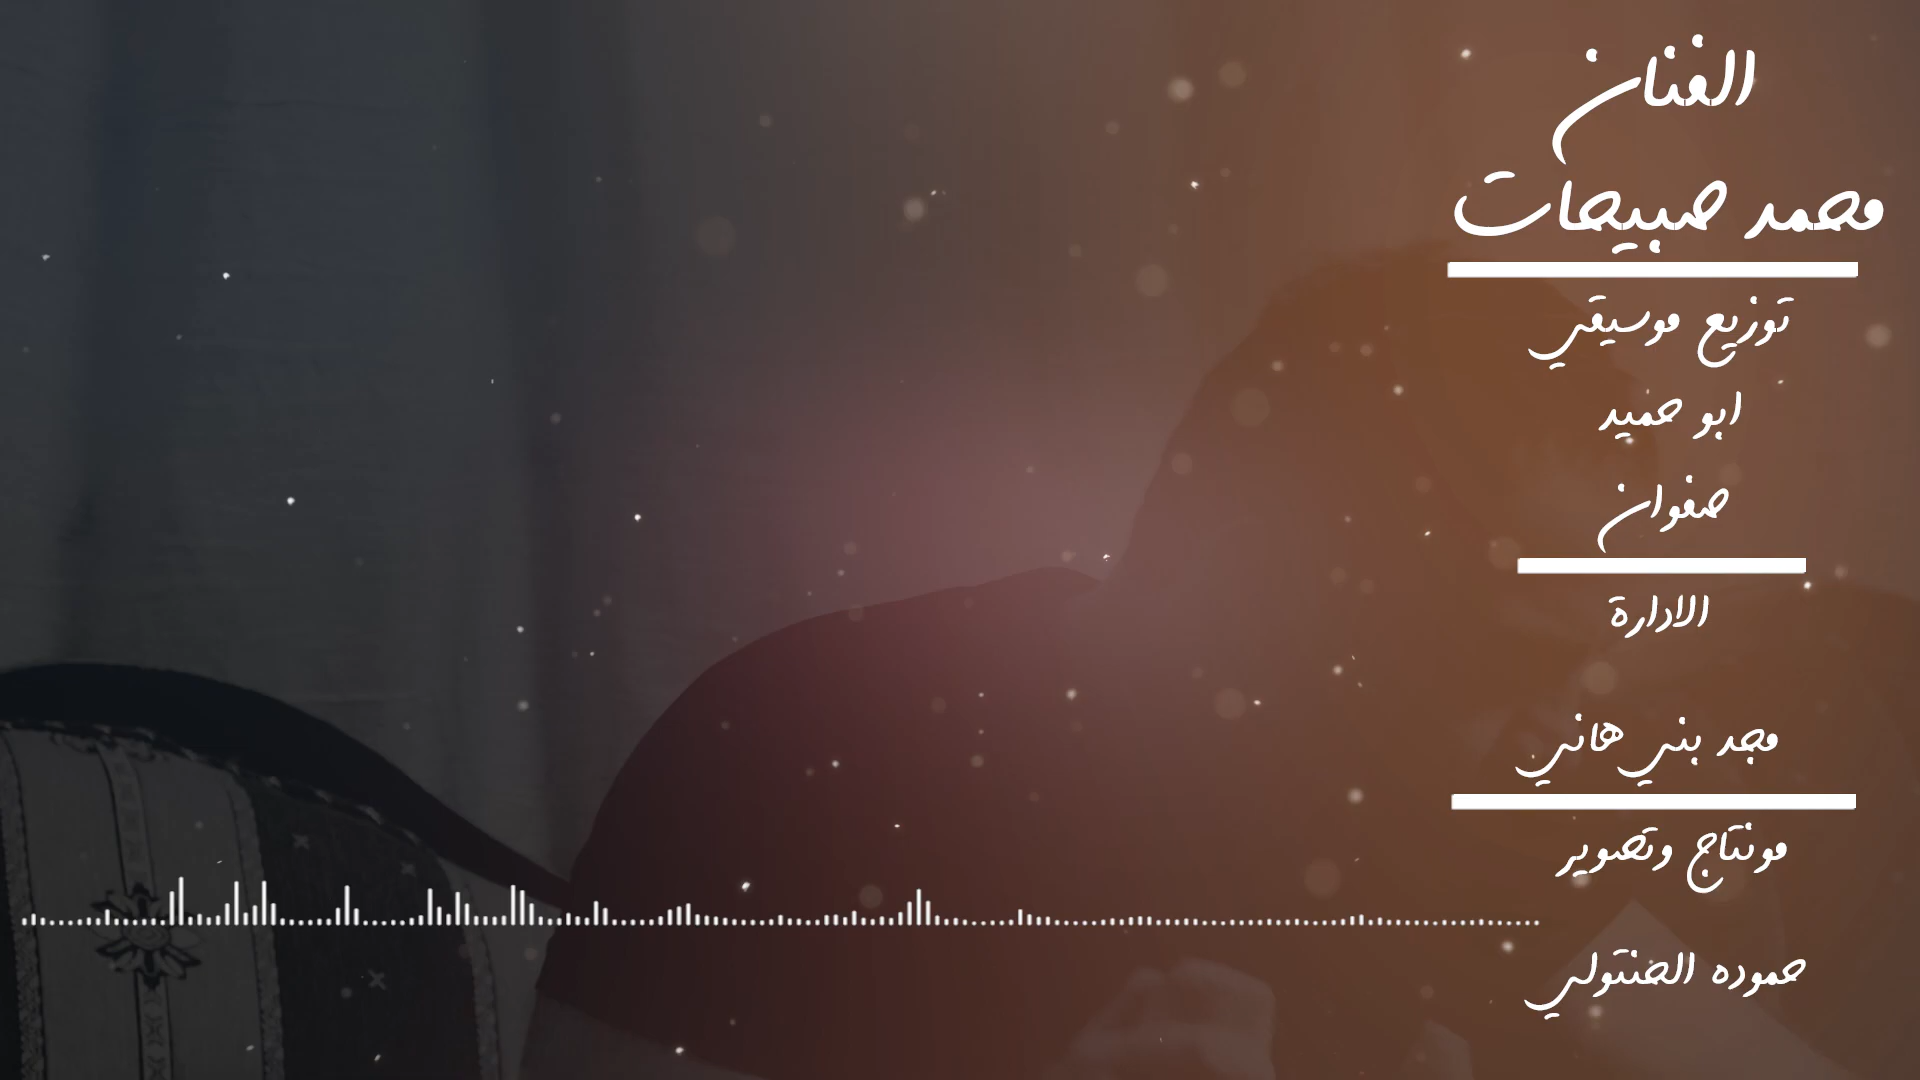 الفنان
محمد صبيحات
توزيع موسيقي
ابو حميد
صفوان
الادارة
مجد بني هاني
مونتاج وتصوير
حموده الحنتولي